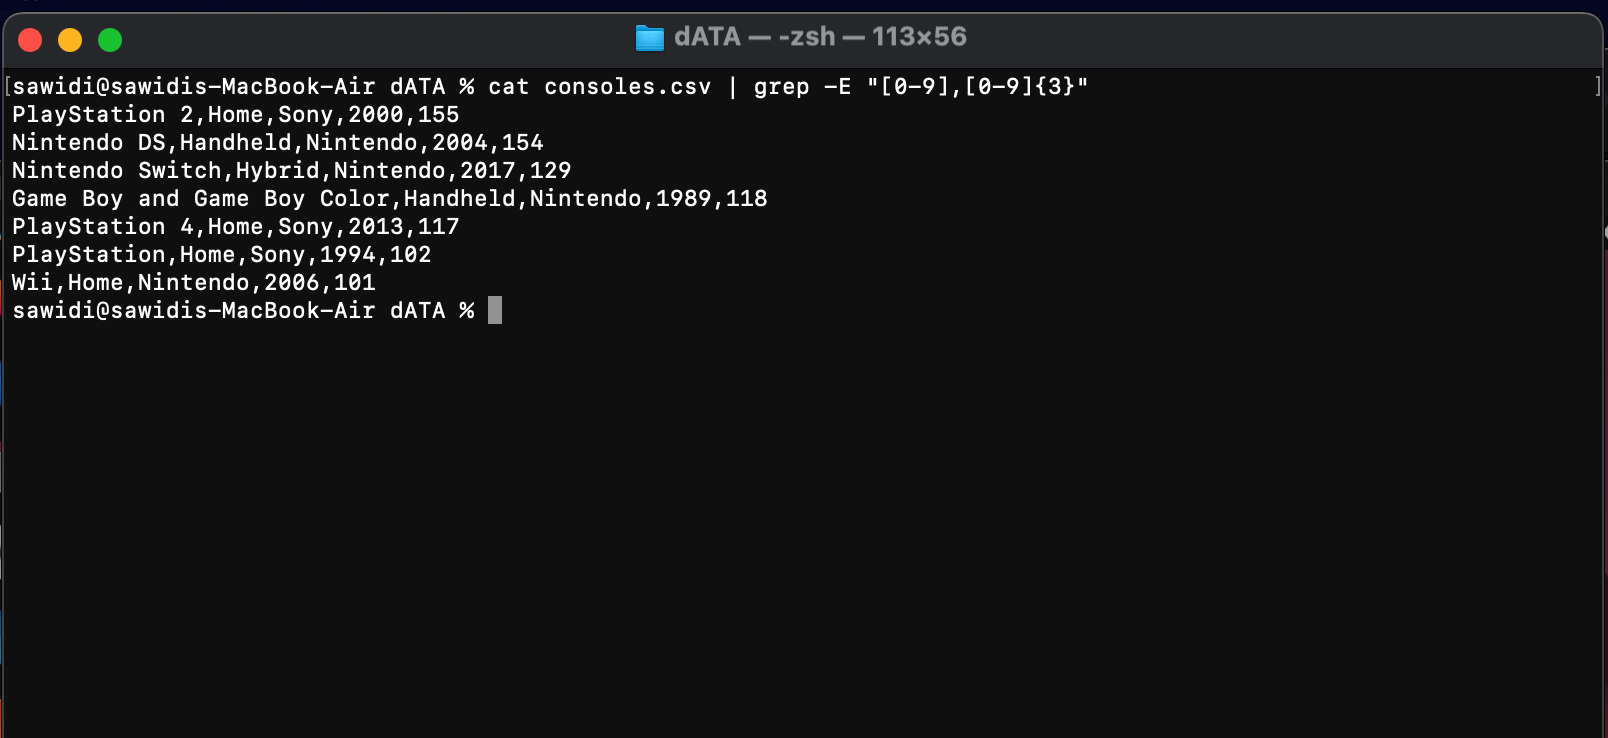 dATA — -zsh — 113×56
[sawidi@sawidis-MacBook-Air dATA % cat consoles.csv | grep -E "[0-9],[0-9]{3}" ]
PlayStation 2,Home,Sony,2000,155
Nintendo DS,Handheld,Nintendo,2004,154
Nintendo Switch,Hybrid,Nintendo,2017,129
Game Boy and Game Boy Color,Handheld,Nintendo,1989,118
PlayStation 4,Home,Sony,2013,117
PlayStation,Home,Sony,1994,102
Wii,Home,Nintendo,2006,101
sawidi@sawidis-MacBook-Air dATA %